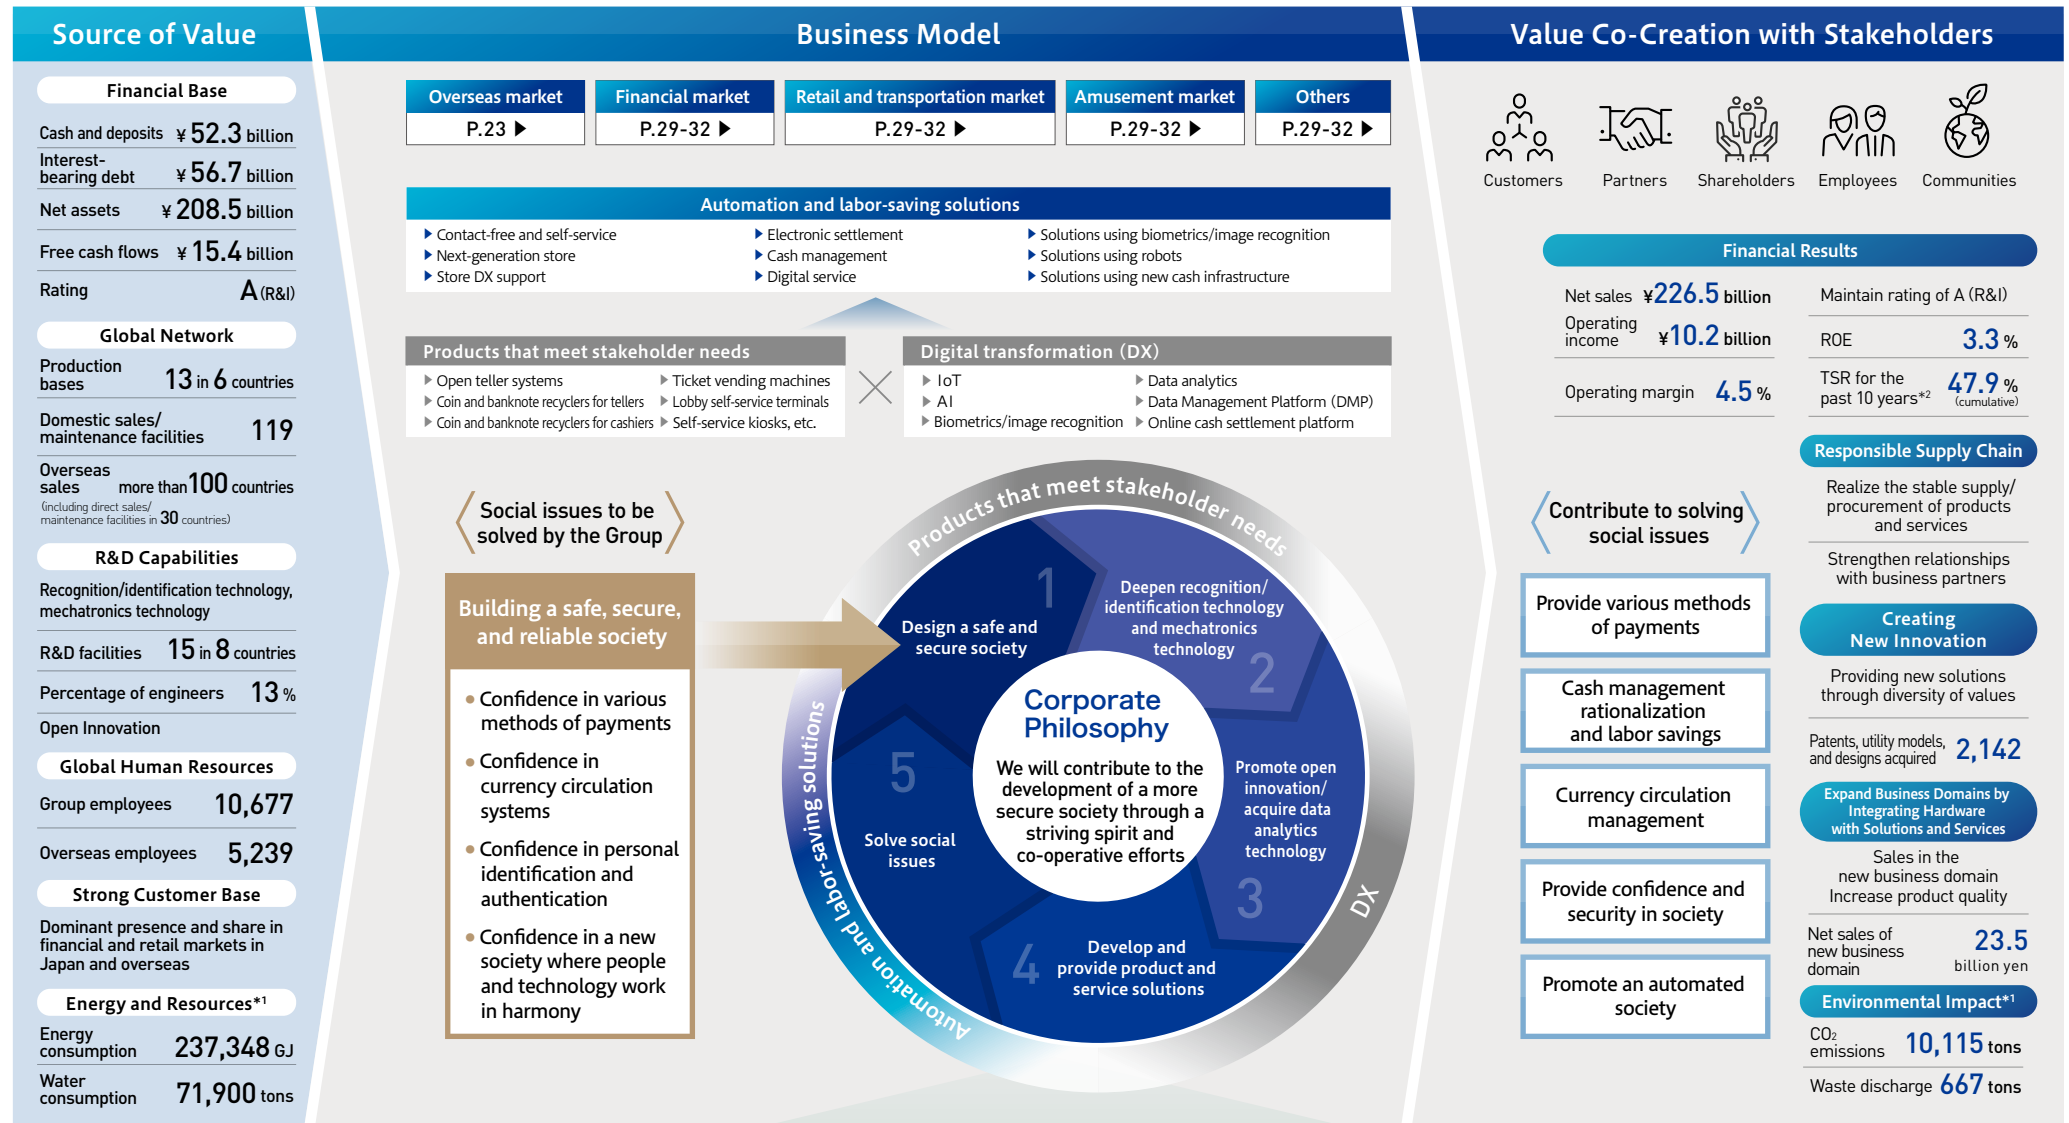 Source of Value
Business Model
Value Co-Creation with Stakeholders
Financial Base
Cash and deposits ¥ 52.3 billion
Interest-
bearing debt ¥ 56.7 billion
Net assets ¥ 208.5 billion
Free cash flows ¥ 15.4 billion
Rating A (R&I)
Global Network
Production
bases 13 in 6 countries
Domestic sales/
maintenance facilities 119
Overseas
sales more than 100 countries
(including direct sales/
maintenance facilities in 30 countries)
R&D Capabilities
Recognition/identification technology,
mechatronics technology
R&D facilities 15 in 8 countries
Percentage of engineers 13 %
Open Innovation
Global Human Resources
Group employees 10,677
Overseas employees 5,239
Strong Customer Base
Dominant presence and share in
financial and retail markets in
Japan and overseas
Energy and Resources*1
Energy
consumption 237,348 GJ
Water
consumption 71,900 tons
Overseas market
P.23 ▶
Financial market
P.29-32 ▶
Retail and transportation market
P.29-32 ▶
Amusement market
P.29-32 ▶
Others
P.29-32 ▶
Automation and labor-saving solutions
Contact-free and self-service
Next-generation store
Store DX support
Electronic settlement
Cash management
Digital service
Solutions using biometrics/image recognition
Solutions using robots
Solutions using new cash infrastructure
Products that meet stakeholder needs
Open teller systems
Coin and banknote recyclers for tellers
Coin and banknote recyclers for cashiers
Ticket vending machines
Lobby self-service terminals
Self-service kiosks, etc.
Digital transformation (DX)
IoT
AI
Biometrics/image recognition
Data analytics
Data Management Platform (DMP)
Online cash settlement platform
Social issues to be
solved by the Group
Building a safe, secure,
and reliable society
• Confidence in various
methods of payments
• Confidence in
currency circulation
systems
• Confidence in personal
identification and
authentication
• Confidence in a new
society where people
and technology work
in harmony
Products that meet stakeholder needs
DX
Automation and labor-saving solutions
1
Design a safe and
secure society
Deepen recognition/
identification technology
and mechatronics
technology
2
Promote open
innovation/
acquire data
analytics
technology
3
4
Develop and
provide product and
service solutions
5
Solve social
issues
Corporate
Philosophy
We will contribute to the
development of a more
secure society through a
striving spirit and
co-operative efforts
Customers
Partners
Shareholders
Employees
Communities
Financial Results
Net sales ¥226.5 billion
Operating
income ¥10.2 billion
Operating margin 4.5 %
Maintain rating of A (R&I)
ROE 3.3 %
TSR for the
past 10 years*2 47.9 %
(cumulative)
Contribute to solving
social issues
Provide various methods
of payments
Cash management
rationalization
and labor savings
Currency circulation
management
Provide confidence and
security in society
Promote an automated
society
Responsible Supply Chain
Realize the stable supply/
procurement of products
and services
Strengthen relationships
with business partners
Creating
New Innovation
Providing new solutions
through diversity of values
Patents, utility models,
and designs acquired 2,142
Expand Business Domains by
Integrating Hardware
with Solutions and Services
Sales in the
new business domain
Increase product quality
Net sales of
new business
domain
23.5
billion yen
Environmental Impact*1
CO2
emissions 10,115 tons
Waste discharge 667 tons